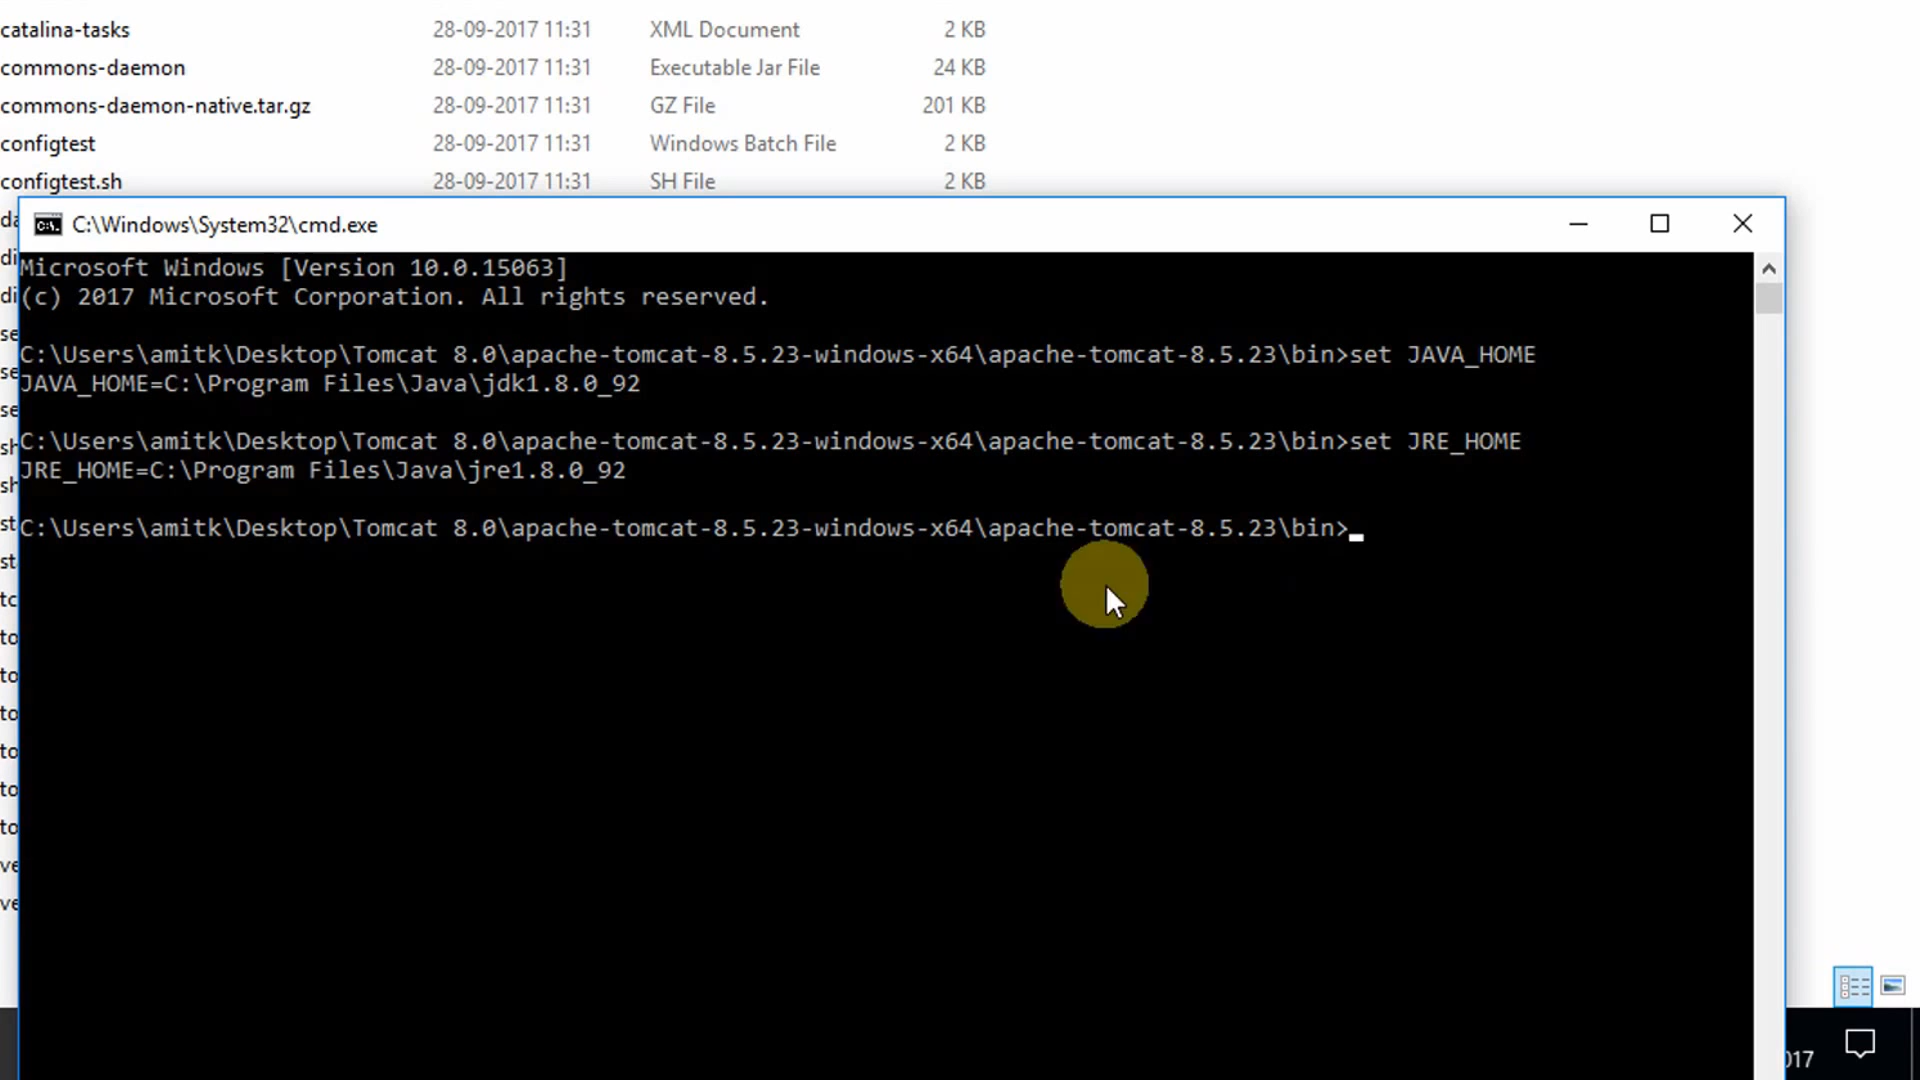 catalina-tasks 28-09-2017 11:31 XML Document 2 KB
commons-daemon 28-09-2017 11:31 Executable Jar File 24 KB
commons-daemon-native.tar.gz 28-09-2017 11:31 GZ File 201 KB
configtest 28-09-2017 11:31 Windows Batch File 2 KB
configtest.sh 28-09-2017 11:31 SH File 2 KB
C:\Windows\System32\cmd.exe
Microsoft Windows [Version 10.0.15063]
(c) 2017 Microsoft Corporation. All rights reserved.
C:\Users\amitk\Desktop\Tomcat 8.0\apache-tomcat-8.5.23-windows-x64\apache-tomcat-8.5.23\bin>set JAVA_HOME
JAVA_HOME=C:\Program Files\Java\jdk1.8.0_92
C:\Users\amitk\Desktop\Tomcat 8.0\apache-tomcat-8.5.23-windows-x64\apache-tomcat-8.5.23\bin>set JRE_HOME
JRE_HOME=C:\Program Files\Java\jre1.8.0_92
C:\Users\amitk\Desktop\Tomcat 8.0\apache-tomcat-8.5.23-windows-x64\apache-tomcat-8.5.23\bin>